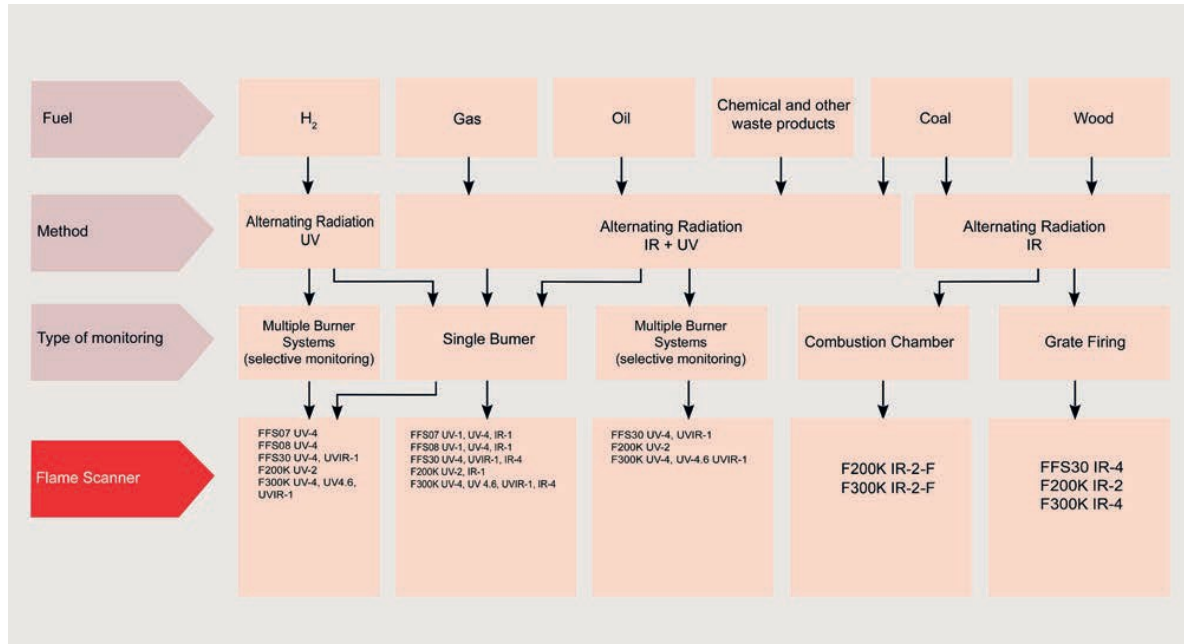 Fuel
H₂
Gas
Oil
Chemical and other
waste products
Coal
Wood
Method
Alternating Radiation
UV
Alternating Radiation
IR + UV
Alternating Radiation
IR
Type of monitoring
Multiple Burner
Systems
(selective monitoring)
Single Bumer
Multiple Burner
Systems
(selective monitoring)
Combustion Chamber
Grate Firing
Flame Scanner
FFS07 UV-4
FFS08 UV-4
FFS30 UV-4, UVIR-1
F200K UV-2
F300K UV-4, UV4.6,
UVIR-1
FFS07 UV-1, UV-4, IR-1
FFS08 UV-1, UV-4, IR-1
FFS30 UV-4, UVIR-1, IR-4
F200K UV-2, IR-1
F300K UV-4, UV 4.6, UVIR-1, IR-4
FFS30 UV-4, UVIR-1
F200K UV-2
F300K UV-4, UV-4.6 UVIR-1
F200K IR-2-F
F300K IR-2-F
FFS30 IR-4
F200K IR-2
F300K IR-4